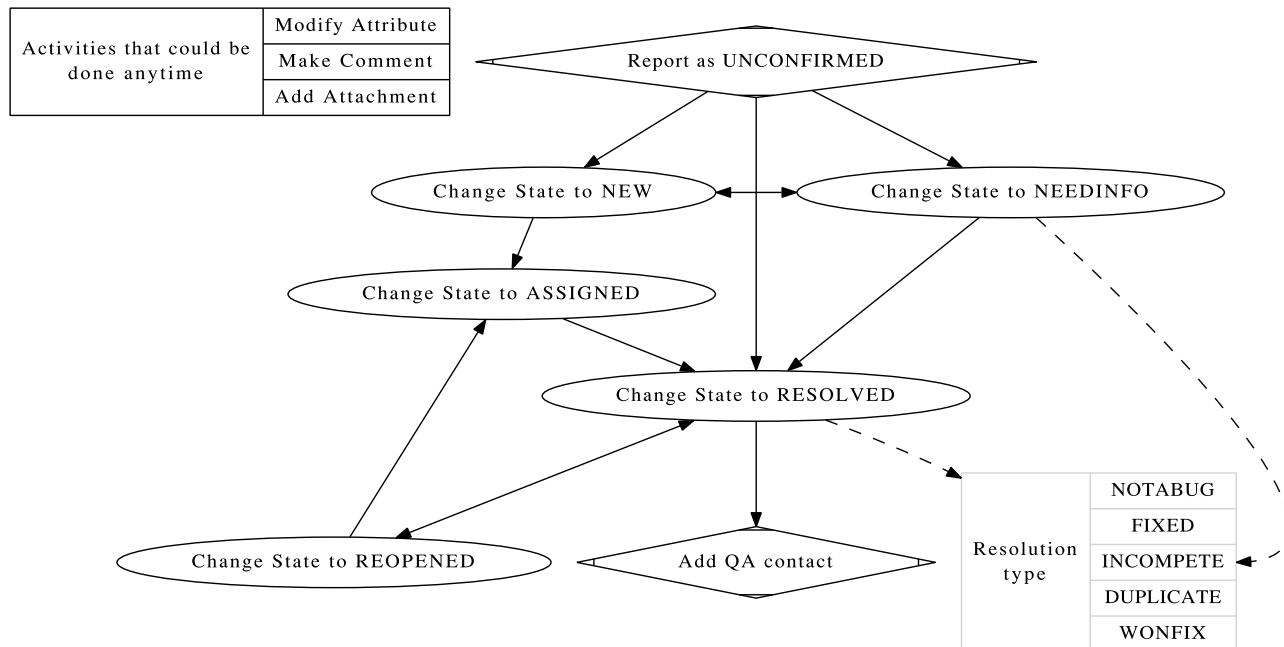 Activities that could be
done anytime
Modify Attribute
Make Comment
Add Attachment
Report as UNCONFIRMED
Change State to NEW
Change State to NEEDINFO
Change State to ASSIGNED
Change State to RESOLVED
Change State to REOPENED
Add QA contact
Resolution
type
NOTABUG
FIXED
INCOMPETE
DUPLICATE
WONFIX